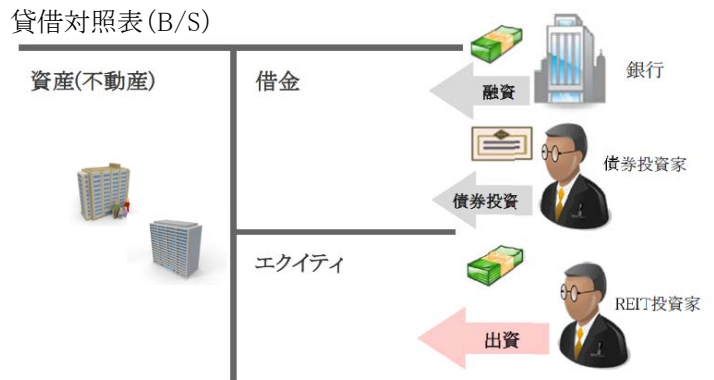 貸借対照表(B/S)
資産(不動産)
借金
融資
銀行
債券投資家
債券投資
エクイティ
REIT投資家
出資